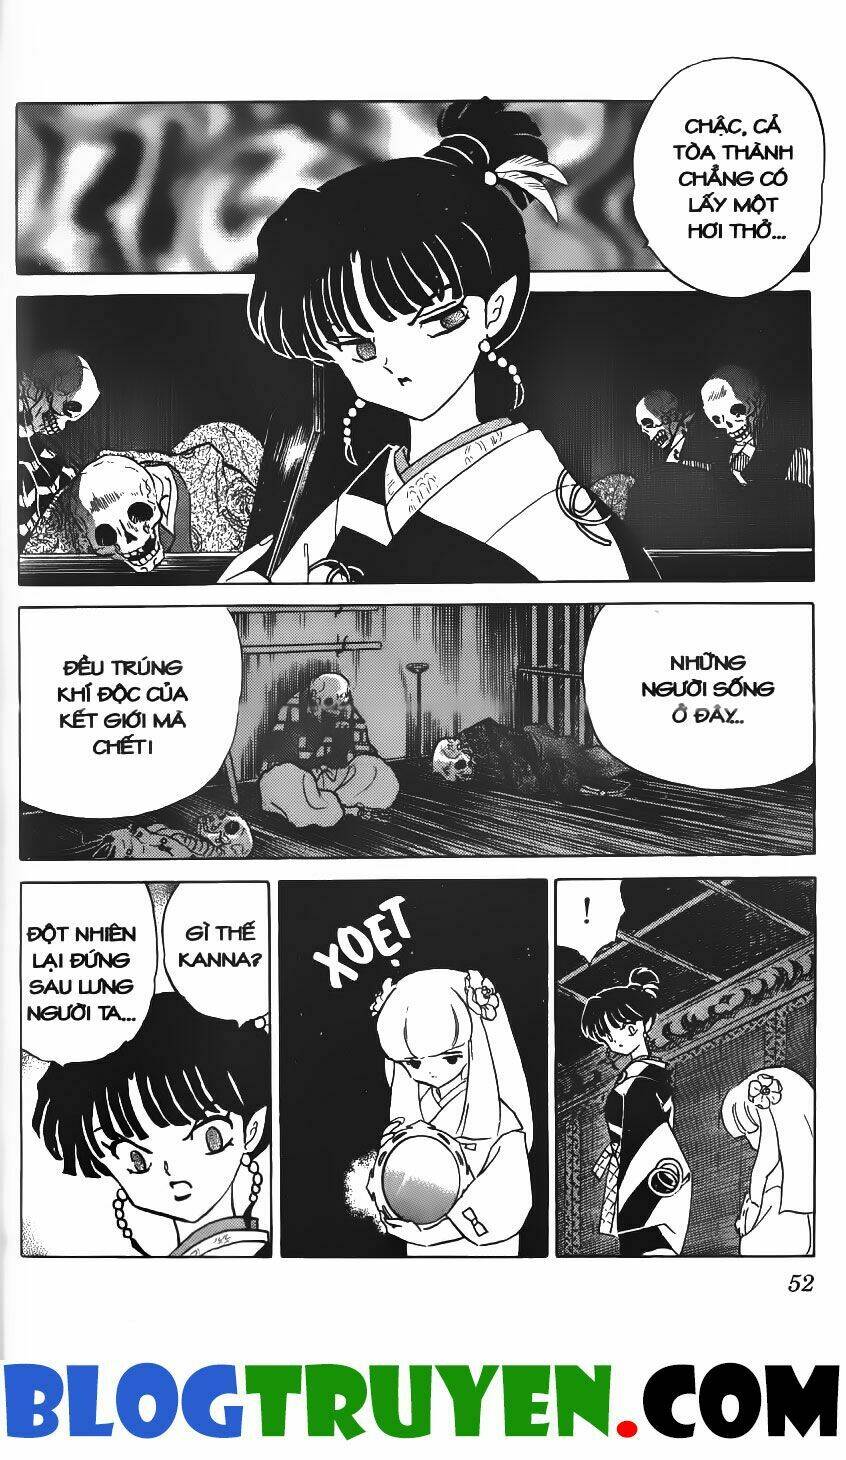 CHẬC, CẢ
TÒA THÀNH
CHẲNG CÓ
LẤY MỘT
HƠI THỞ...
NHỮNG
NGƯỜI SỐNG
Ở ĐÂY...
ĐỀU TRÚNG
KHÍ ĐỘC CỦA
KẾT GIỚI MÀ
CHẾT!
!
XOẸT
GÌ THẾ
KANNA?
ĐỘT NHIÊN
LẠI ĐỨNG
SAU LƯNG
NGƯỜI TA...
52
BLOGTRUYEN.COM